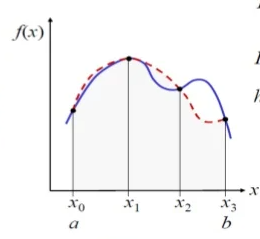 f(x)
h
x
x₀ x₁ x₂ x₃
a b